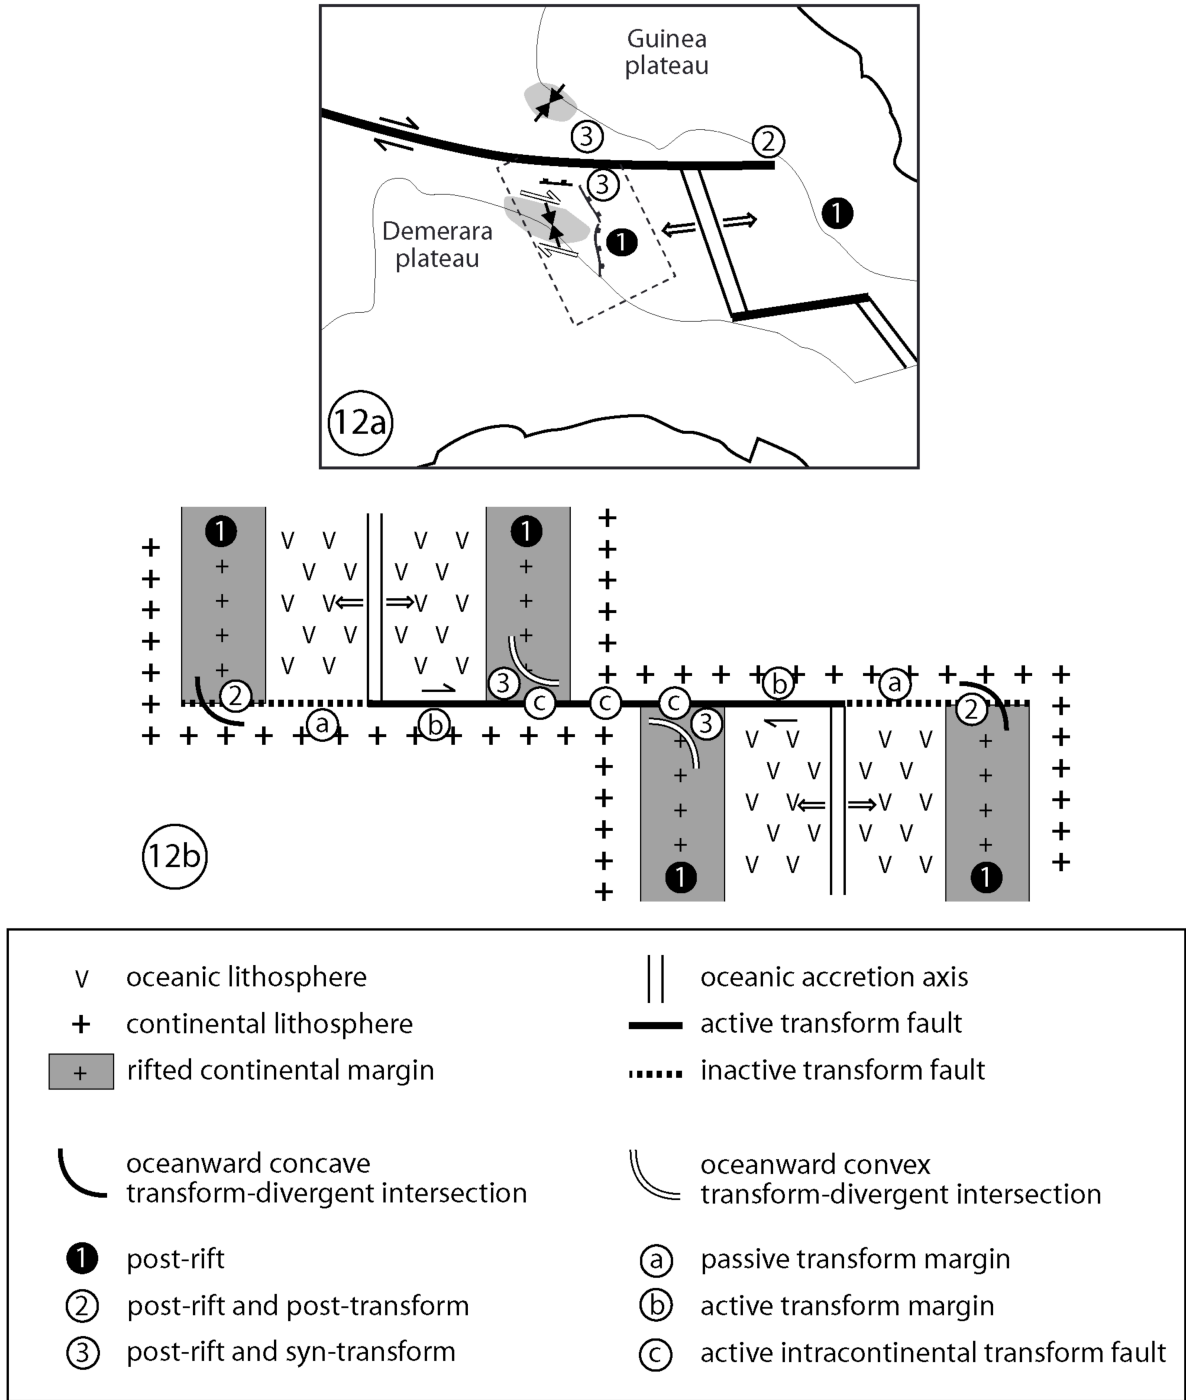 Guinea
plateau
2
3
3
1
1
Demerara
plateau
12a
1
1
2
3
a
b
c
c
c
b
a
3
2
12b
1
1
v oceanic lithosphere
+ continental lithosphere
+ rifted continental margin
oceanward concave
transform-divergent intersection
1 post-rift
2 post-rift and post-transform
3 post-rift and syn-transform
oceanic accretion axis
active transform fault
inactive transform fault
oceanward convex
transform-divergent intersection
a passive transform margin
b active transform margin
c active intracontinental transform fault